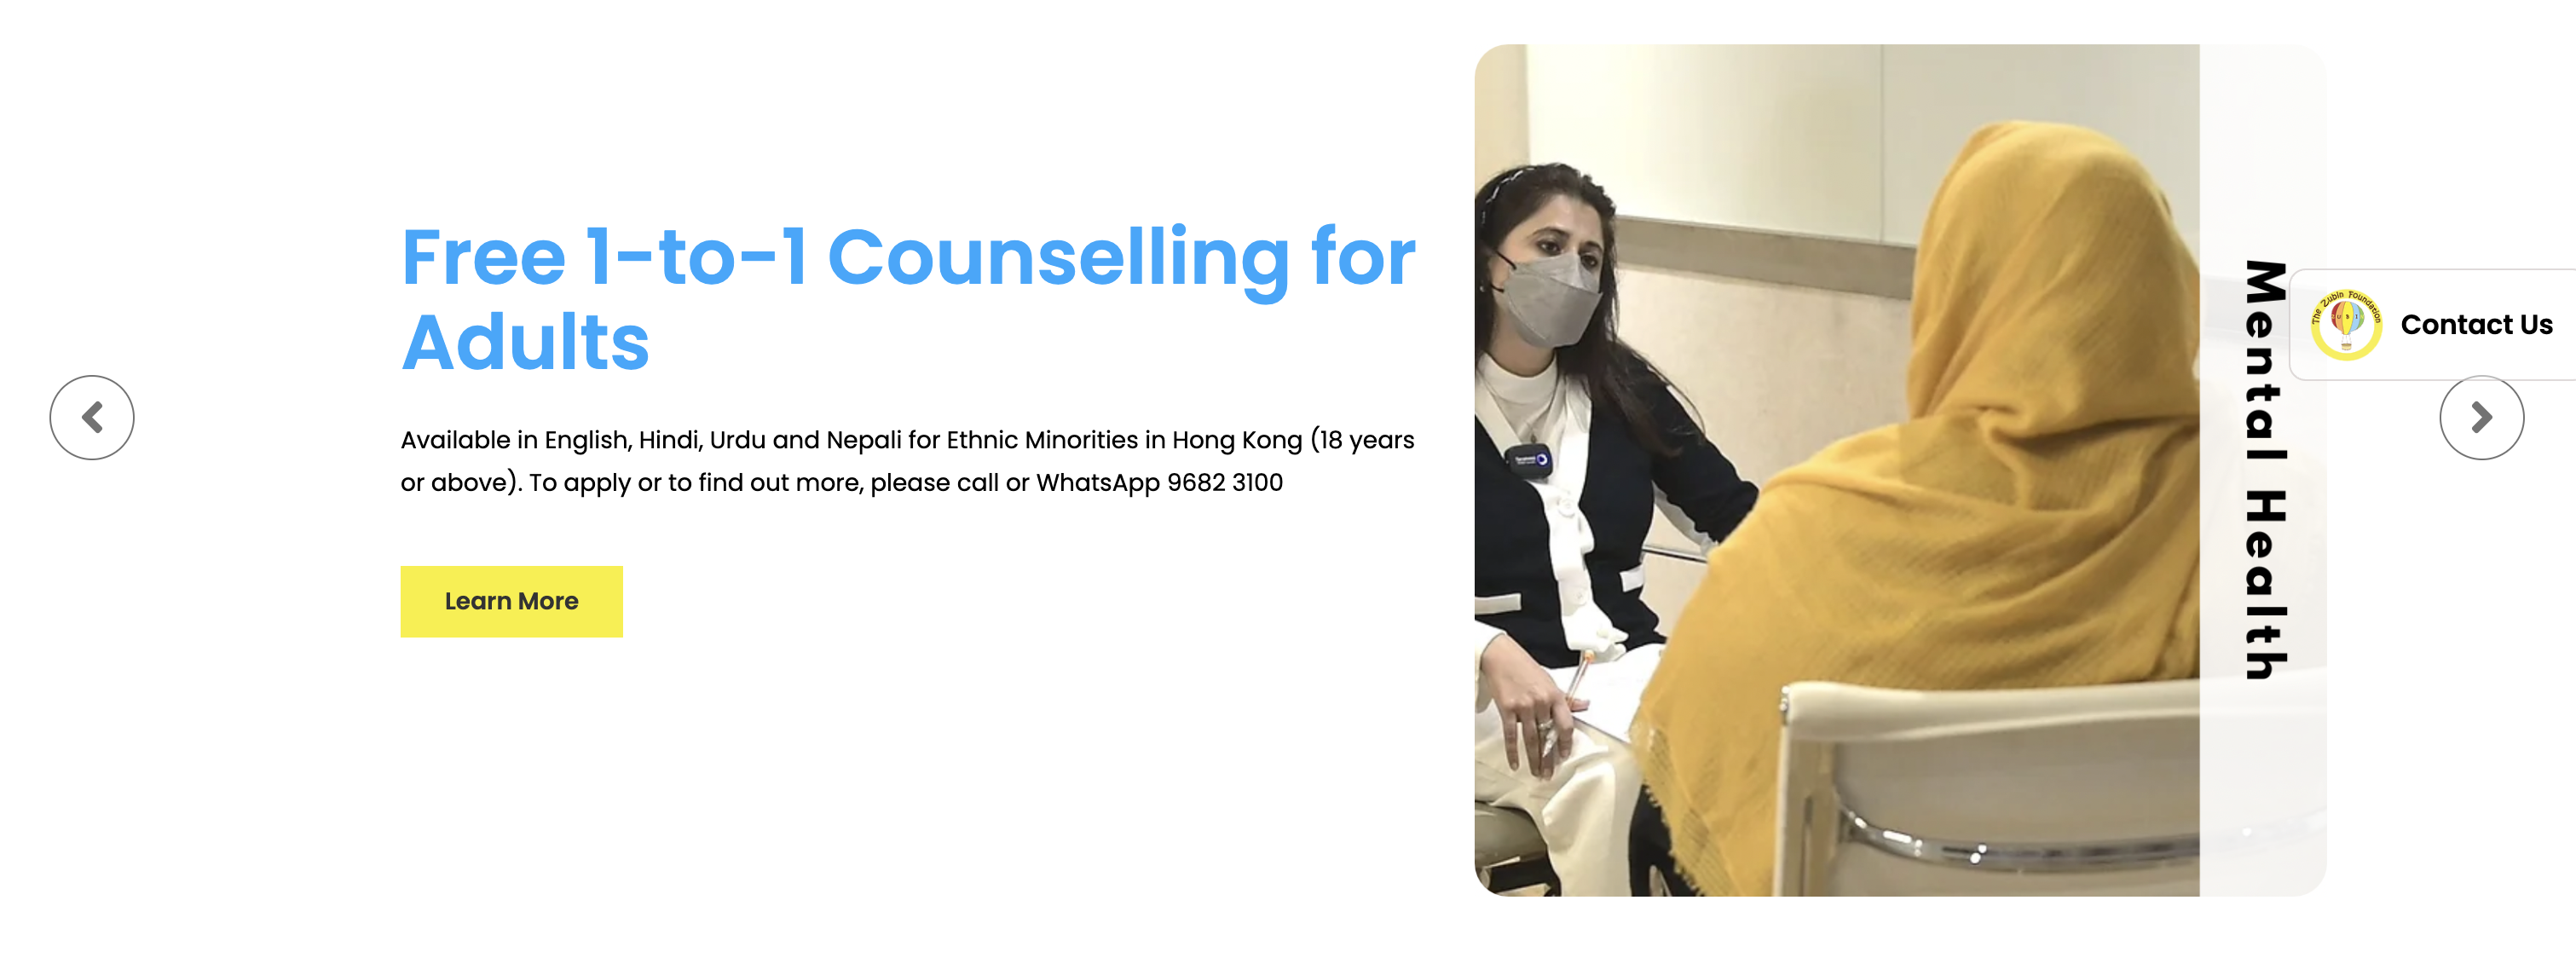 Free 1-to-1 Counselling for
Adults
Available in English, Hindi, Urdu and Nepali for Ethnic Minorities in Hong Kong (18 years
or above). To apply or to find out more, please call or WhatsApp 9682 3100
Learn More
Mental Health
The Zubin Foundation
Contact Us